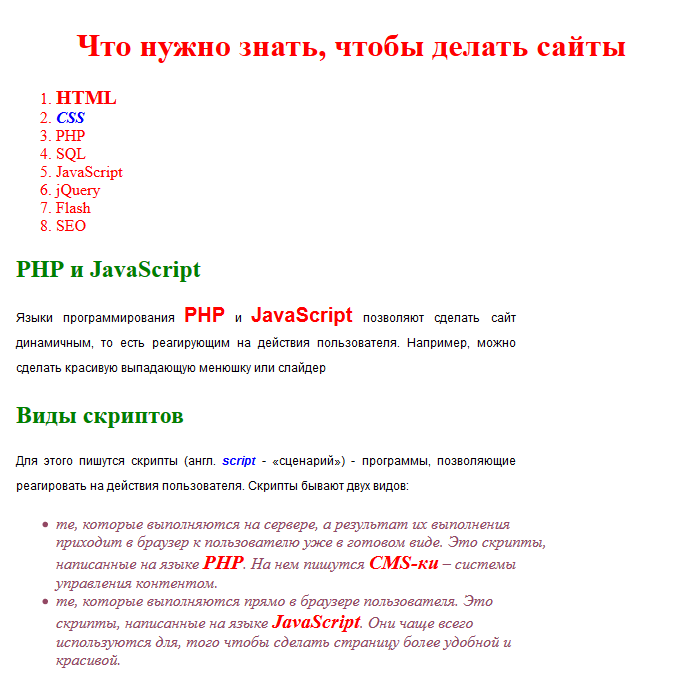 Что нужно знать, чтобы делать сайты
1. HTML
2. CSS
3. PHP
4. SQL
5. JavaScript
6. jQuery
7. Flash
8. SEO
PHP и JavaScript
Языки программирования PHP и JavaScript позволяют сделать сайт
динамичным, то есть реагирующим на действия пользователя. Например, можно
сделать красивую выпадающую менюшку или слайдер
Виды скриптов
Для этого пишутся скрипты (англ. script - «сценарий») - программы, позволяющие
реагировать на действия пользователя. Скрипты бывают двух видов:
• те, которые выполняются на сервере, а результат их выполнения
приходит в браузер к пользователю уже в готовом виде. Это скрипты,
написанные на языке PHP. На нем пишутся CMS-ки – системы
управления контентом.
• те, которые выполняются прямо в браузере пользователя. Это
скрипты, написанные на языке JavaScript. Они чаще всего
используются для, того чтобы сделать страницу более удобной и
красивой.